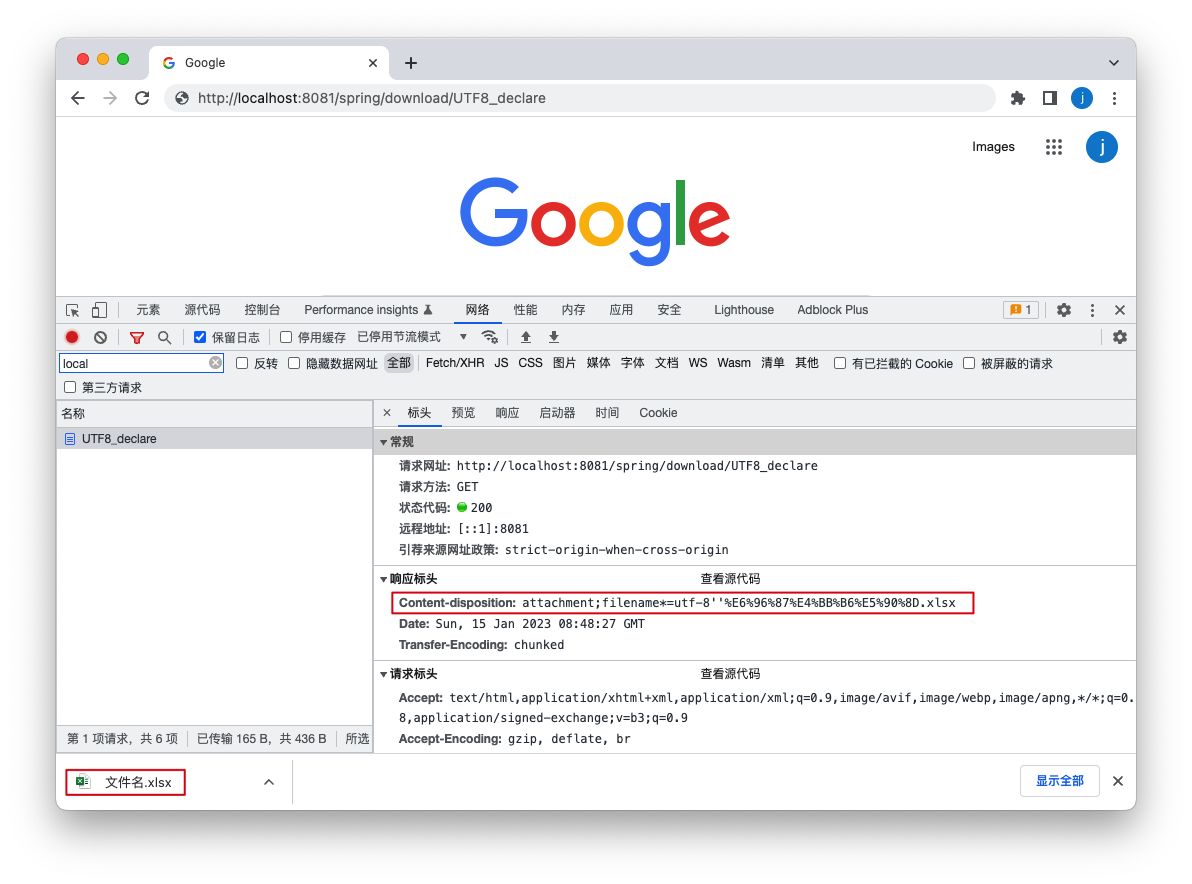 Google
http://localhost:8081/spring/download/UTF8_declare
j
Images
j
Google
元素 源代码 控制台 Performance insights 网络 性能 内存 应用 安全 Lighthouse Adblock Plus 1
保留日志 停用缓存 已停用节流模式
local 反转 隐藏数据网址 全部 Fetch/XHR JS CSS 图片 媒体 字体 文档 WS Wasm 清单 其他 有已拦截的 Cookie 被屏蔽的请求
第三方请求
名称
UTF8_declare
标头 预览 响应 启动器 时间 Cookie
常规
请求网址: http://localhost:8081/spring/download/UTF8_declare
请求方法: GET
状态代码: 200
远程地址: [::1]:8081
引荐来源网址政策: strict-origin-when-cross-origin
响应标头 查看源代码
Content-disposition: attachment;filename*=utf-8''%E6%96%87%E4%BB%B6%E5%90%8D.xlsx
Date: Sun, 15 Jan 2023 08:48:27 GMT
Transfer-Encoding: chunked
请求标头 查看源代码
Accept: text/html,application/xhtml+xml,application/xml;q=0.9,image/avif,image/webp,image/apng,*/*;q=0.
8,application/signed-exchange;v=b3;q=0.9
Accept-Encoding: gzip, deflate, br
第 1 项请求，共 6 项 已传输 165 B，共 436 B 所选
文件名.xlsx
显示全部